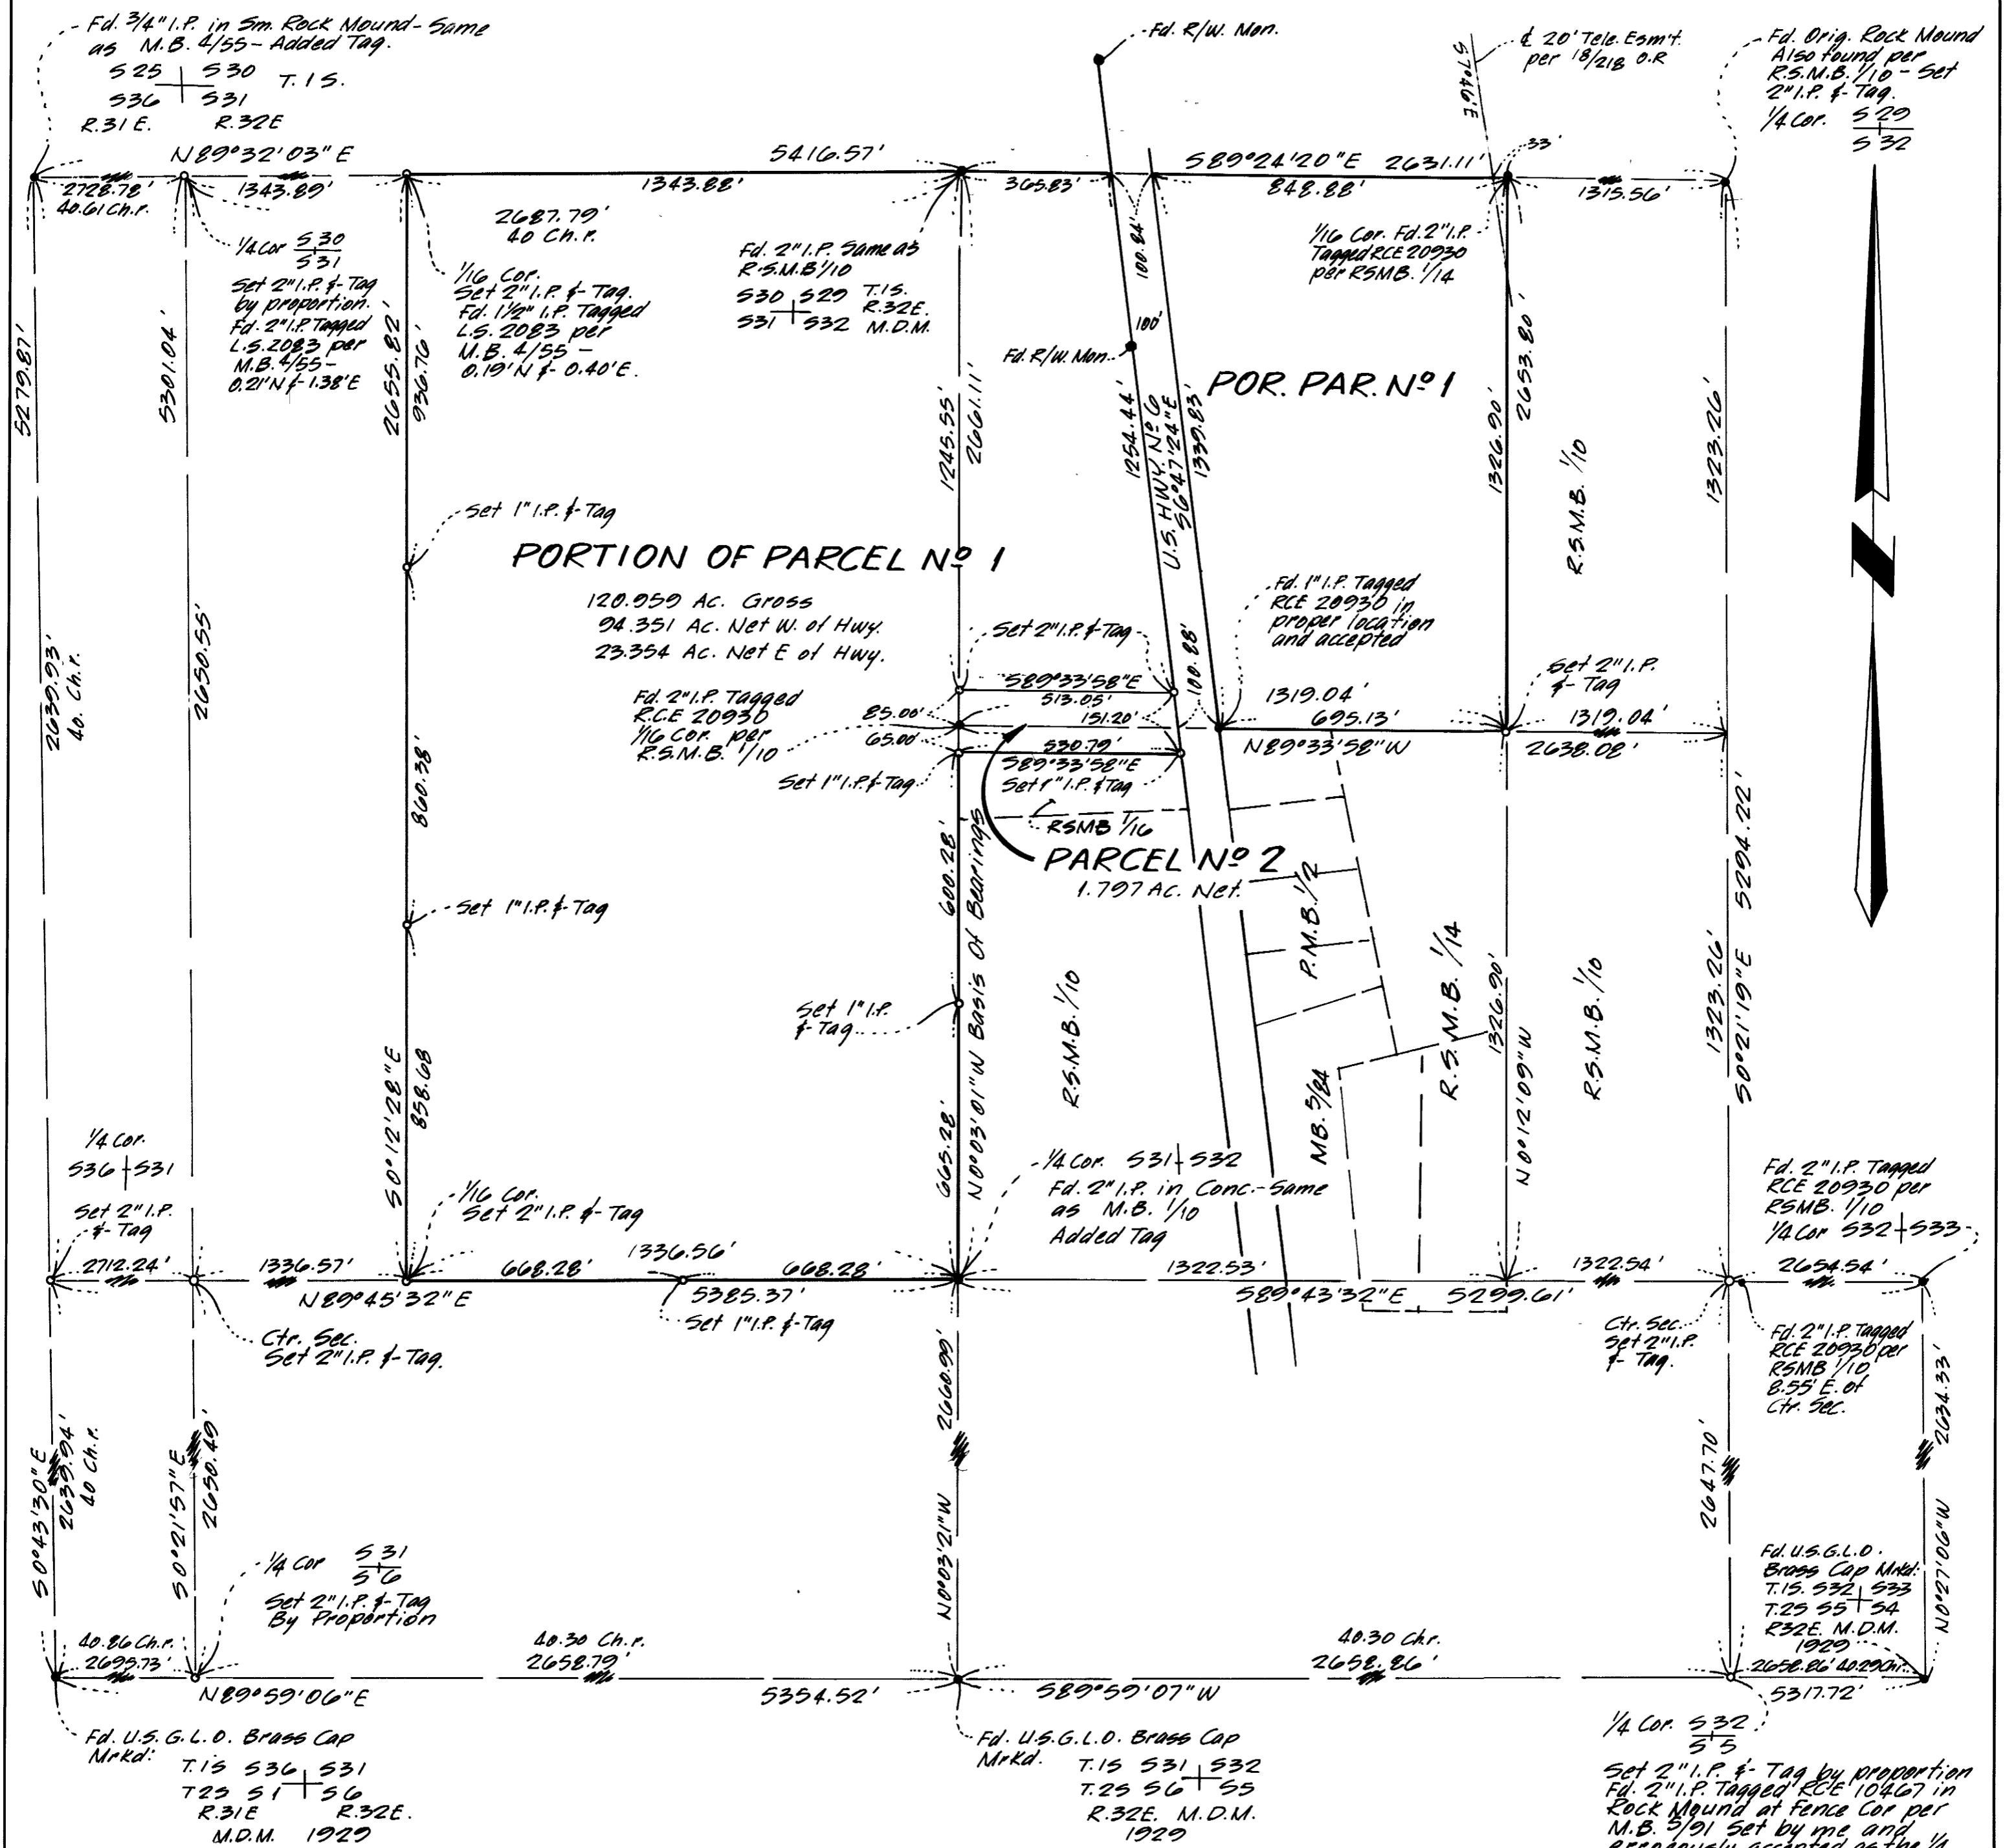 Fd. 3/4" I.P. in Sm. Rock Mound - Same
as M.B. 4/55 - Added Tag.
S25 S30 T.1S.
S36 S31
R.31E. R.32E
Fd. R/W. Mon.
S7°46'E
℄ 20' Tele. Esm't.
per 18/218 O.R
Fd. Orig. Rock Mound
Also found per
R.S.M.B. 1/10 - Set
2" I.P. & Tag.
1/4 Cor. S29
S32
N89°32'03"E
5416.57'
S89°24'20"E 2631.11'
33'
2728.78'
40.61 Ch.r.
1343.89'
1343.88'
365.83'
848.88'
1315.56'
2687.79'
40 Ch.r.
1/4 Cor S30
S31
Set 2" I.P. & Tag
by proportion.
Fd. 2" I.P. Tagged
L.S. 2083 per
M.B. 4/55 -
0.21'N & 1.38'E
1/16 Cor.
Set 2" I.P. & Tag.
Fd. 1 1/2" I.P. Tagged
L.S. 2083 per
M.B. 4/55 -
0.19'N & 0.40'E.
Fd. 2" I.P. Same as
R.S.M.B 1/10
S30 S29 T.1S.
R.32E.
S31 S32 M.D.M.
100.84'
100'
Fd. R/W. Mon.
1/16 Cor. Fd. 2" I.P.
Tagged RCE 20930
per RSMB. 1/14
5279.87'
5301.04'
2655.82'
936.76'
1245.55'
2661.11'
1254.44'
U.S. HWY. Nº 6
S6°47'24"E
1339.83'
POR. PAR. Nº 1
1326.90'
2653.80'
R.S.M.B. 1/10
1323.26'
N
Set 1" I.P. & Tag
PORTION OF PARCEL Nº 1
120.959 Ac. Gross
94.351 Ac. Net W. of Hwy.
23.354 Ac. Net E of Hwy.
Fd. 1" I.P. Tagged
RCE 20930 in
proper location
and accepted
Set 2" I.P. & Tag
100.88'
2639.93'
40. Ch.r.
2650.55'
860.38'
Fd. 2" I.P. Tagged
R.C.E 20930
1/16 Cor. per
R.S.M.B. 1/10
S89°33'58"E
513.05'
85.00'
151.20'
65.00'
530.79'
S89°33'58"E
Set 1" I.P. & Tag
Set 1" I.P. & Tag
1319.04'
695.13'
N89°33'58"W
Set 2" I.P.
& Tag
1319.04'
2638.08'
RSMB 1/16
PARCEL Nº 2
1.797 Ac. Net.
600.28'
N0°03'01"W Basis Of Bearings
Set 1" I.P. & Tag
Set 1" I.P.
& Tag
R.S.M.B. 1/10
P.M.B. 1/2
R.S.M.B. 1/14
MB. 5/84
1326.90'
N0°12'09"W
R.S.M.B. 1/10
1323.26'
S0°21'19"E 5294.22'
S0°12'28"E
858.68
665.28'
1/4 Cor.
S36 S31
Set 2" I.P.
& Tag
1/16 Cor.
Set 2" I.P. & Tag
1/4 Cor. S31 S32
Fd. 2" I.P. in Conc.- Same
as M.B. 1/10
Added Tag
Fd. 2" I.P. Tagged
RCE 20930 per
RSMB. 1/10
1/4 Cor S32 S33
2712.24'
1336.57'
668.28'
1336.56'
668.28'
1322.53'
1322.54'
2654.54'
N89°45'32"E
5385.37'
Set 1" I.P. & Tag
S89°43'32"E
5299.61'
Ctr. Sec.
Set 2" I.P. & Tag.
Ctr. Sec.
Set 2" I.P.
& Tag.
Fd. 2" I.P. Tagged
RCE 20930 per
RSMB 1/10
8.55' E. of
Ctr. Sec.
S0°43'30"E
2639.94'
40 Ch.r.
S0°21'57"E
2650.49'
2660.99'
N0°03'21"W
2647.70'
2634.33'
N0°27'06"W
1/4 Cor S31
S6
Set 2" I.P. & Tag
By Proportion
Fd. U.S.G.L.O.
Brass Cap Mrkd:
T.1S. S32 S33
T.2S S5 S4
R32E. M.D.M.
1929
40.86 Ch.r.
2695.73'
40.30 Ch.r.
2658.79'
40.30 Ch.r.
2658.86'
2658.86' 40.29 Ch.r.
N89°59'06"E
5354.52'
S89°59'07"W
5317.72'
Fd. U.S.G.L.O. Brass Cap
Mrkd:
T.1S S36 S31
T2S S1 S6
R.31E R.32E.
M.D.M. 1929
Fd. U.S.G.L.O. Brass Cap
Mrkd.
T.1S S31 S32
T.2S S6 S5
R.32E. M.D.M.
1929
1/4 Cor. S32
S5
Set 2" I.P. & Tag by proportion
Fd. 2" I.P. Tagged RCE 10467 in
Rock Mound at Fence Cor per
M.B. 5/91 Set by me and
erroneously accepted as the 1/4